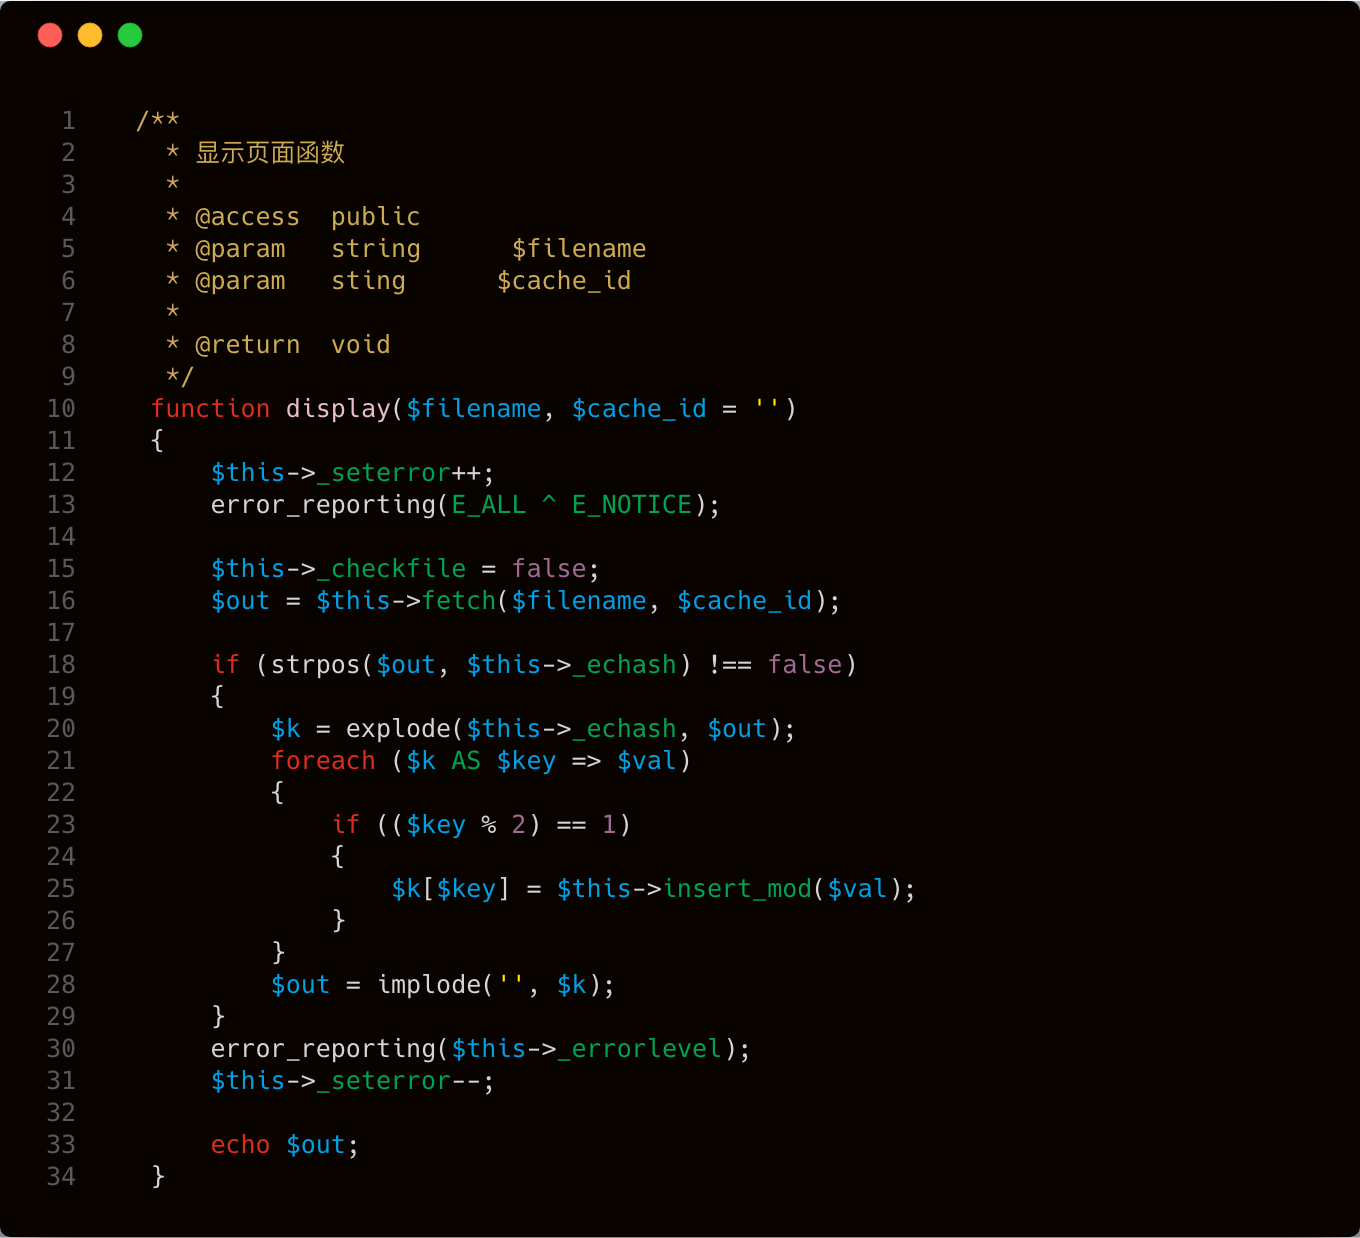 1 /**
2 * 显示页面函数
3 *
4 * @access  public
5 * @param   string      $filename
6 * @param   sting      $cache_id
7 *
8 * @return  void
9 */
10 function display($filename, $cache_id = '')
11 {
12     $this->_seterror++;
13     error_reporting(E_ALL ^ E_NOTICE);
14
15     $this->_checkfile = false;
16     $out = $this->fetch($filename, $cache_id);
17
18     if (strpos($out, $this->_echash) !== false)
19     {
20         $k = explode($this->_echash, $out);
21         foreach ($k AS $key => $val)
22         {
23             if (($key % 2) == 1)
24             {
25                 $k[$key] = $this->insert_mod($val);
26             }
27         }
28         $out = implode('', $k);
29     }
30     error_reporting($this->_errorlevel);
31     $this->_seterror--;
32
33     echo $out;
34 }